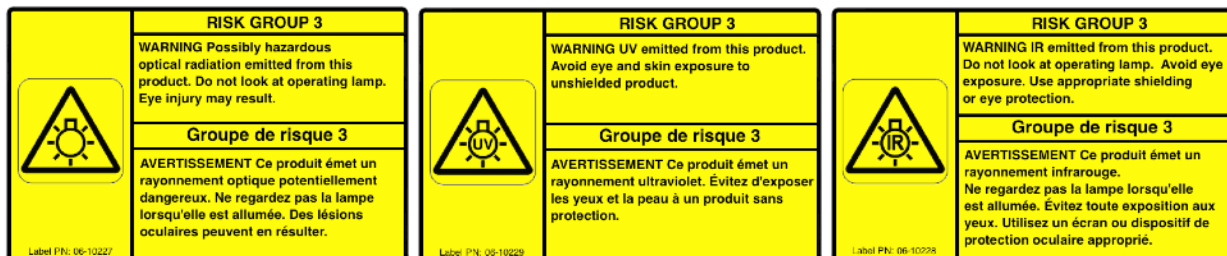 RISK GROUP 3
WARNING Possibly hazardous
optical radiation emitted from this
product. Do not look at operating lamp.
Eye injury may result.
Groupe de risque 3
AVERTISSEMENT Ce produit émet un
rayonnement optique potentiellement
dangereux. Ne regardez pas la lampe
lorsqu'elle est allumée. Des lésions
oculaires peuvent en résulter.
Label PN: 06-10227
RISK GROUP 3
WARNING UV emitted from this product.
Avoid eye and skin exposure to
unshielded product.
UV
Groupe de risque 3
AVERTISSEMENT Ce produit émet un
rayonnement ultraviolet. Évitez d'exposer
les yeux et la peau à un produit sans
protection.
Label PN: 06-10229
RISK GROUP 3
WARNING IR emitted from this product.
Do not look at operating lamp. Avoid eye
exposure. Use appropriate shielding
or eye protection.
IR
Groupe de risque 3
AVERTISSEMENT Ce produit émet un
rayonnement infrarouge.
Ne regardez pas la lampe lorsqu'elle
est allumée. Évitez toute exposition aux
yeux. Utilisez un écran ou dispositif de
protection oculaire approprié.
Label PN: 06-10228